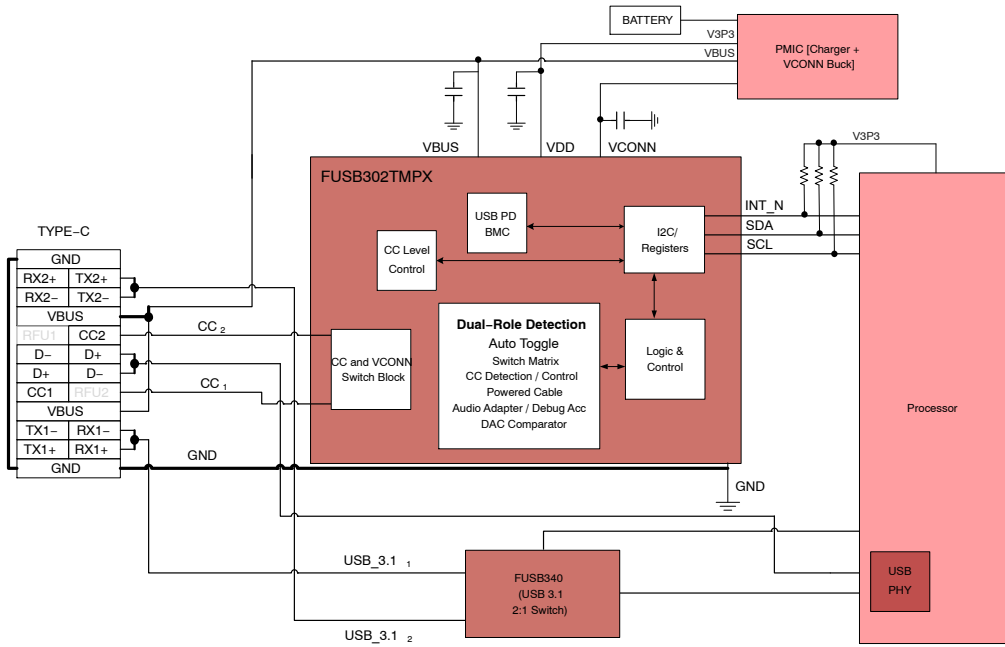 BATTERY
V3P3
VBUS
PMIC [Charger +
VCONN Buck]
VBUS
VDD
VCONN
V3P3
FUSB302TMPX
INT_N
SDA
SCL
USB PD
BMC
I2C/
Registers
CC Level
Control
Dual−Role Detection
Auto Toggle
Switch Matrix
CC Detection / Control
Powered Cable
Audio Adapter / Debug Acc
DAC Comparator
Logic &
Control
CC and VCONN
Switch Block
TYPE−C
GND
RX2+ TX2+
RX2− TX2−
VBUS
RFU1 CC2
D− D+
D+ D−
CC1 RFU2
VBUS
TX1− RX1−
TX1+ RX1+
GND
CC 2
CC 1
GND
GND
Processor
USB_3.1 1
USB_3.1 2
FUSB340
(USB 3.1
2:1 Switch)
USB
PHY